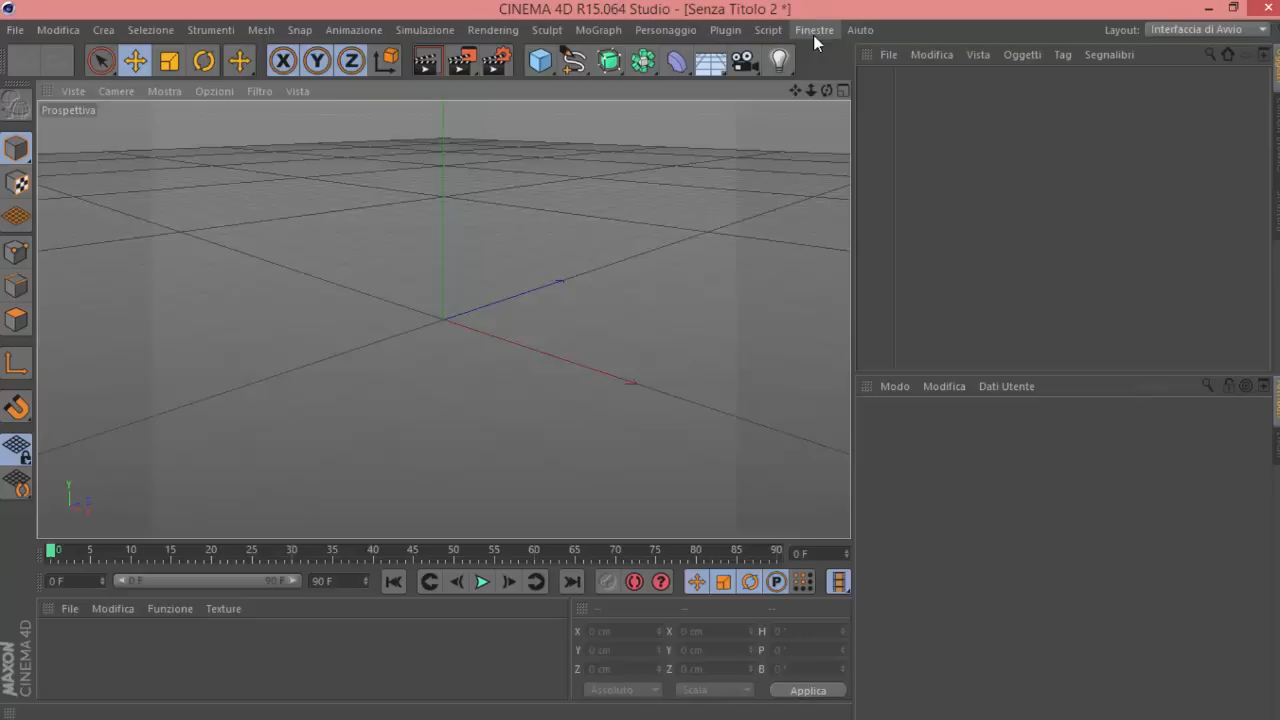 CINEMA 4D R15.064 Studio - [Senza Titolo 2 *]
File Modifica Crea Selezione Strumenti Mesh Snap Animazione Simulazione Rendering Sculpt MoGraph Personaggio Plugin Script Finestre Aiuto Layout: Interfaccia di Avvio
X Y Z
File Modifica Vista Oggetti Tag Segnalibri
Viste Camere Mostra Opzioni Filtro Vista
Prospettiva
Modo Modifica Dati Utente
Y
0 5 10 15 20 25 30 35 40 45 50 55 60 65 70 75 80 85 90 0 F
0 F 0 F 90 F 90 F P
File Modifica Funzione Texture
-- -- --
X 0 cm X 0 cm H 0 °
Y 0 cm Y 0 cm P 0 °
Z 0 cm Z 0 cm B 0 °
Assoluto Scala Applica
MAXON
CINEMA 4D